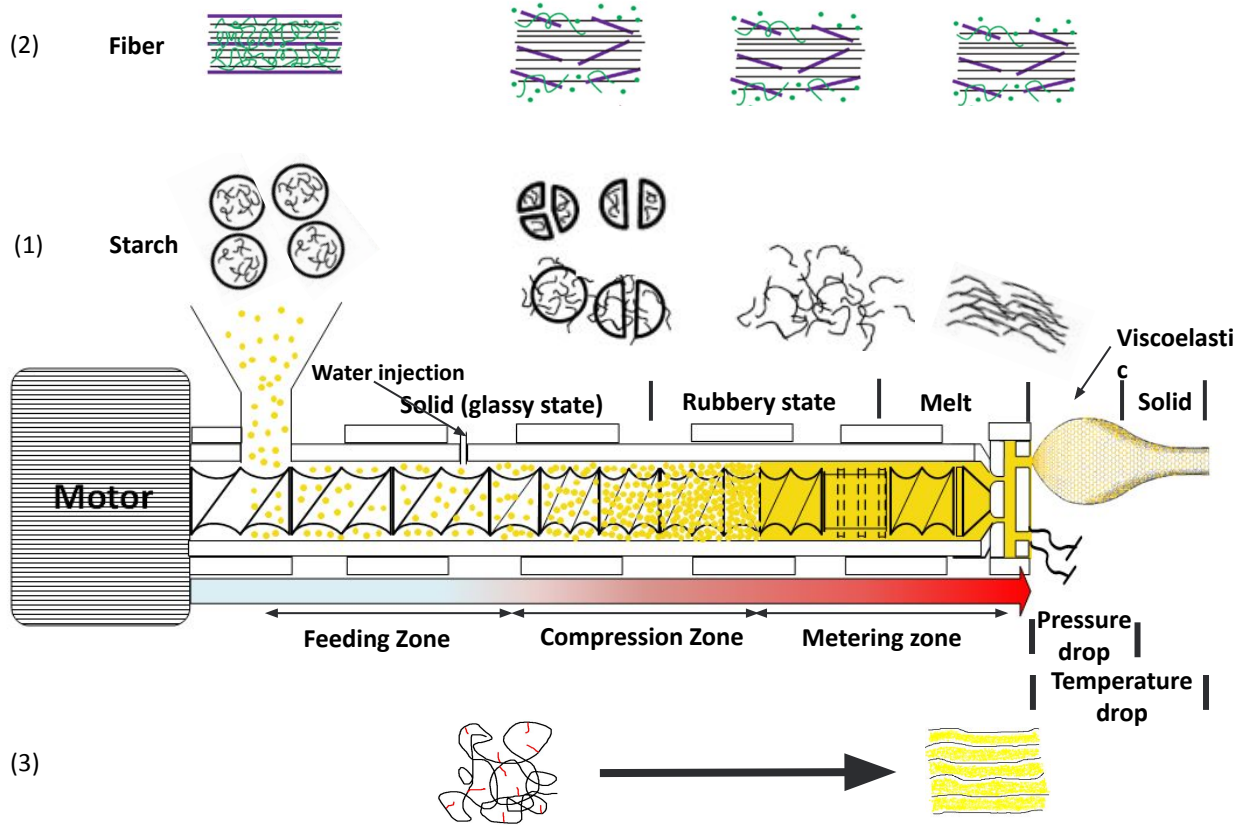 (2) Fiber
(1) Starch
Viscoelasti
c
Water injection
Solid (glassy state)
Rubbery state
Melt
Solid
Motor
Feeding Zone
Compression Zone
Metering zone
Pressure
drop
Temperature
drop
(3)